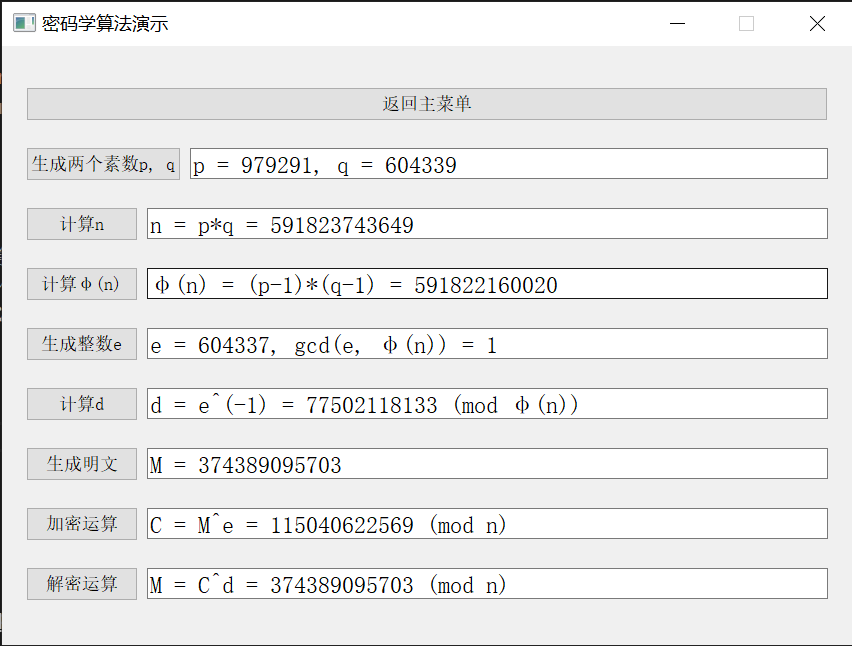 密码学算法演示
返回主菜单
生成两个素数p, q p = 979291, q = 604339
计算n n = p*q = 591823743649
计算φ(n) φ(n) = (p-1)*(q-1) = 591822160020
生成整数e e = 604337, gcd(e, φ(n)) = 1
计算d d = e^(-1) = 77502118133 (mod φ(n))
生成明文 M = 374389095703
加密运算 C = M^e = 115040622569 (mod n)
解密运算 M = C^d = 374389095703 (mod n)